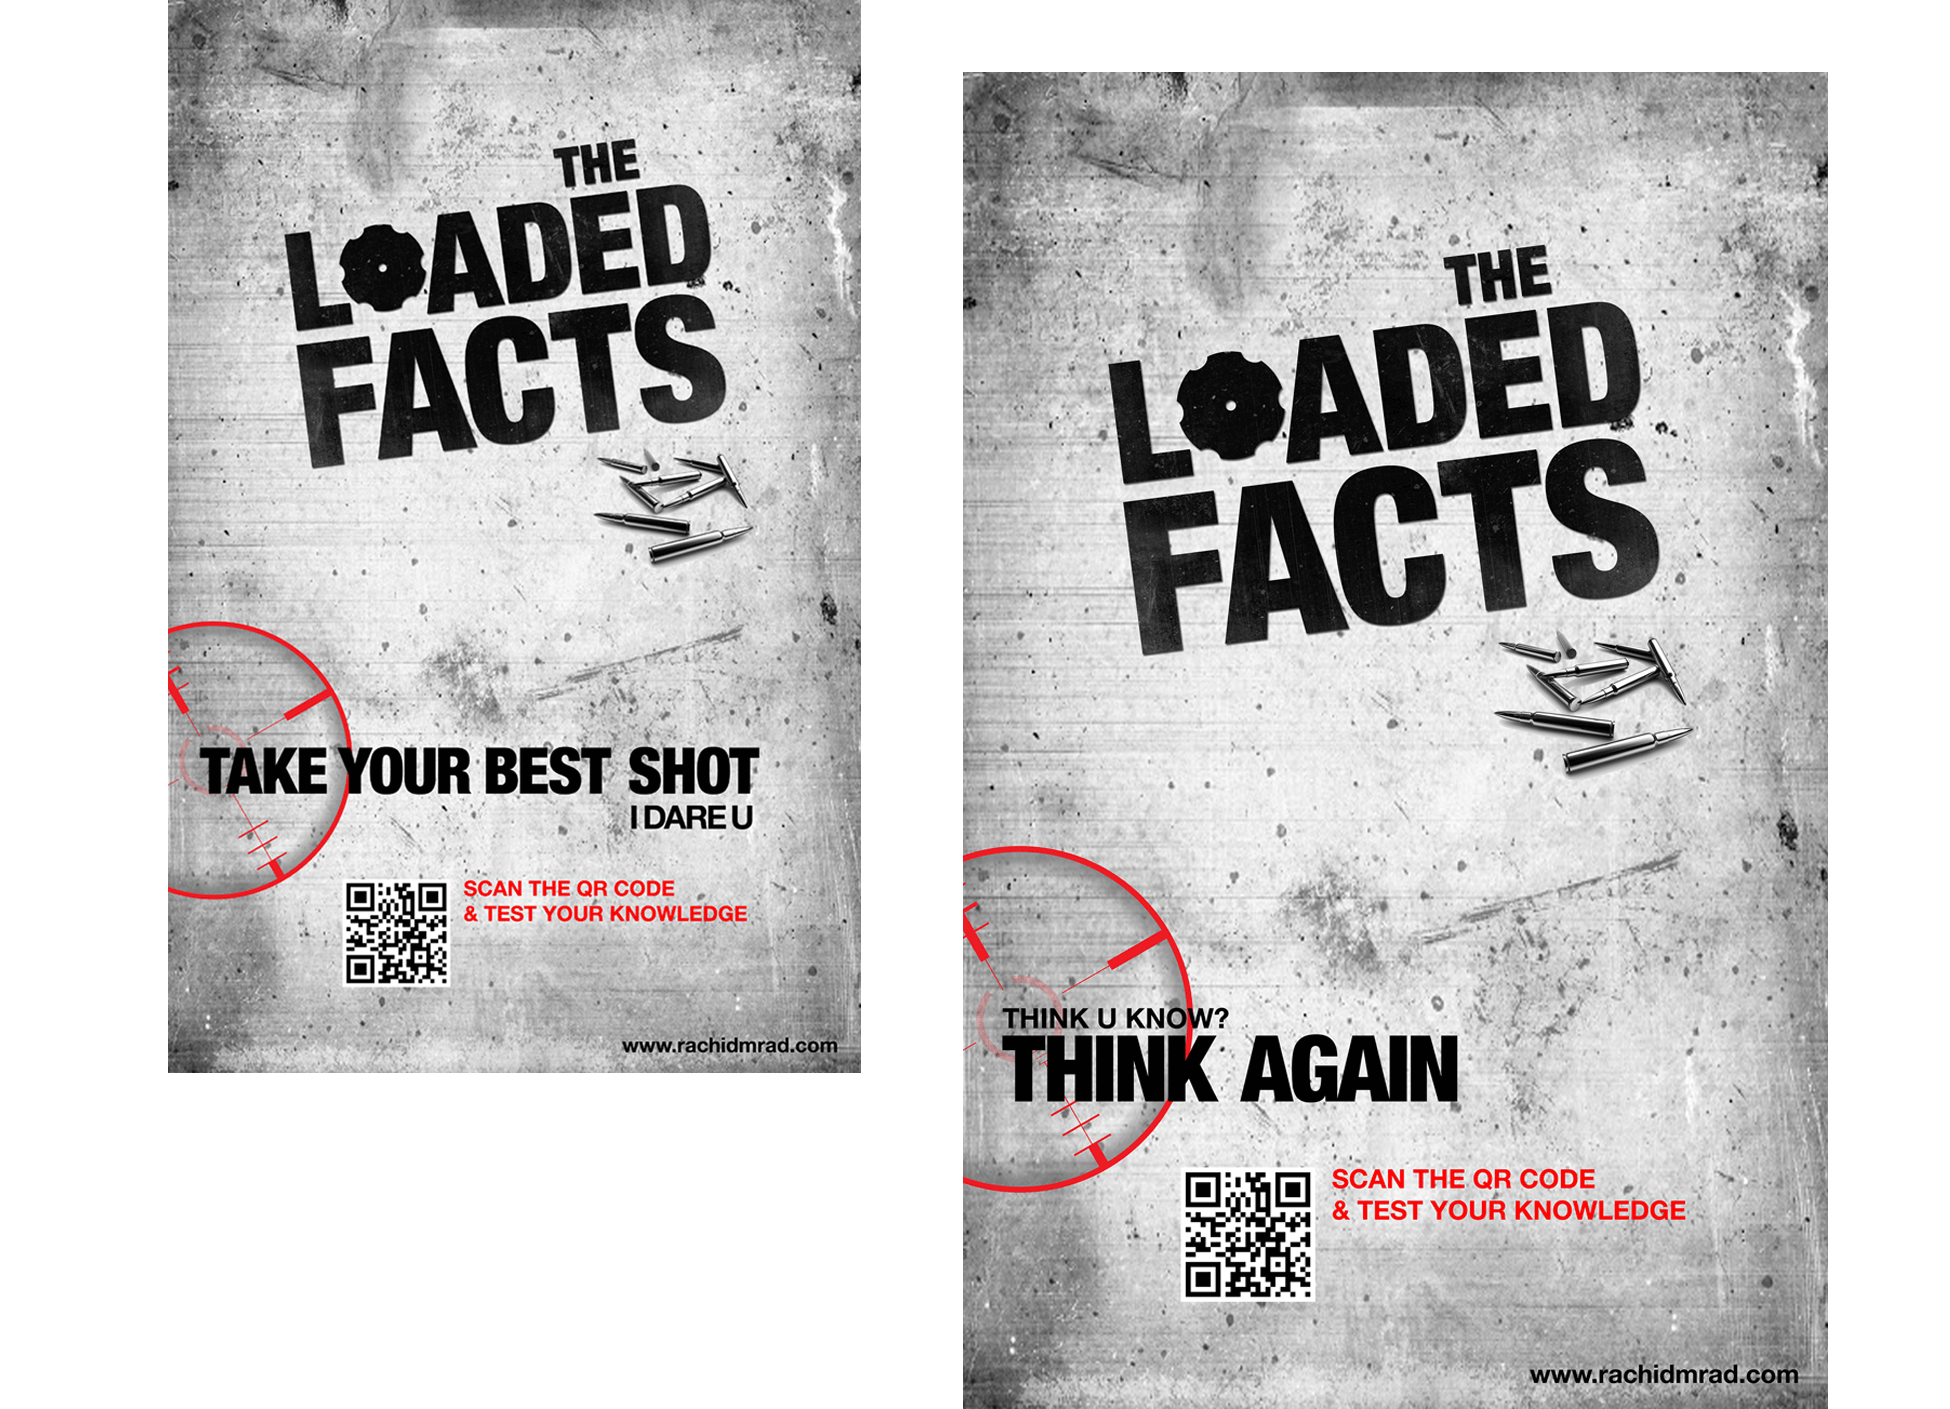 THE
LOADED
FACTS
TAKE YOUR BEST SHOT
I DARE U
SCAN THE QR CODE
& TEST YOUR KNOWLEDGE
www.rachidmrad.com
THE
LOADED
FACTS
THINK U KNOW?
THINK AGAIN
SCAN THE QR CODE
& TEST YOUR KNOWLEDGE
www.rachidmrad.com